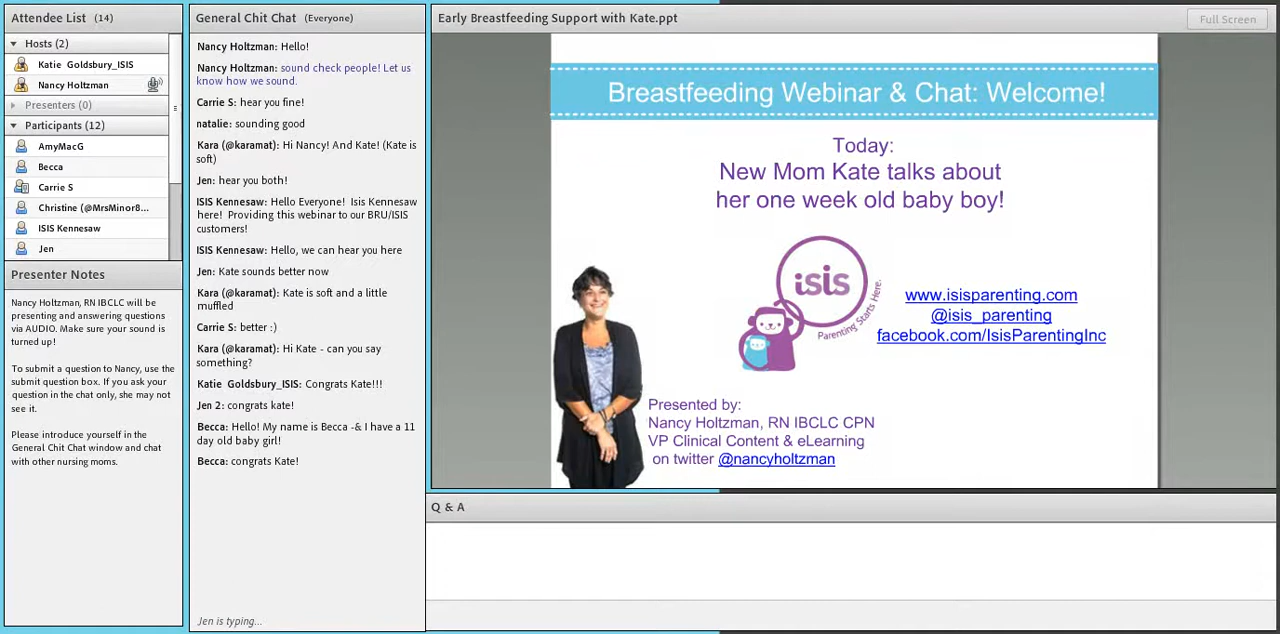 Attendee List (14)
Hosts (2)
Katie Goldsbury_ISIS
Nancy Holtzman
Presenters (0)
Participants (12)
AmyMacG
Becca
Carrie S
Christine (@MrsMinor8...
ISIS Kennesaw
Jen
Presenter Notes
Nancy Holtzman, RN IBCLC will be
presenting and answering questions
via AUDIO. Make sure your sound is
turned up!
To submit a question to Nancy, use the
submit question box. If you ask your
question in the chat only, she may not
see it.
Please introduce yourself in the
General Chit Chat window and chat
with other nursing moms.
General Chit Chat (Everyone)
Nancy Holtzman: Hello!
Nancy Holtzman: sound check people! Let us
know how we sound.
Carrie S: hear you fine!
natalie: sounding good
Kara (@karamat): Hi Nancy! And Kate! (Kate is
soft)
Jen: hear you both!
ISIS Kennesaw: Hello Everyone! Isis Kennesaw
here! Providing this webinar to our BRU/ISIS
customers!
ISIS Kennesaw: Hello, we can hear you here
Jen: Kate sounds better now
Kara (@karamat): Kate is soft and a little
muffled
Carrie S: better :)
Kara (@karamat): Hi Kate - can you say
something?
Katie Goldsbury_ISIS: Congrats Kate!!!
Jen 2: congrats kate!
Becca: Hello! My name is Becca -& I have a 11
day old baby girl!
Becca: congrats Kate!
Jen is typing...
Early Breastfeeding Support with Kate.ppt
Full Screen
Breastfeeding Webinar & Chat: Welcome!
Today:
New Mom Kate talks about
her one week old baby boy!
isis
Parenting Starts Here.
www.isisparenting.com
@isis_parenting
facebook.com/IsisParentingInc
Presented by:
Nancy Holtzman, RN IBCLC CPN
VP Clinical Content & eLearning
on twitter @nancyholtzman
Q & A